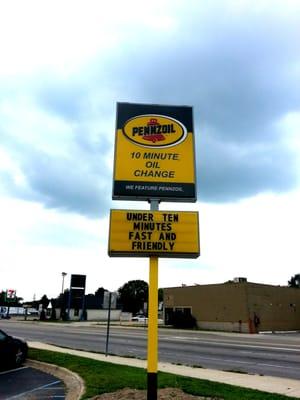 PENNZOIL
10 MINUTE
OIL
CHANGE
WE FEATURE PENNZOIL
UNDER TEN
MINUTES
FAST AND
FRIENDLY